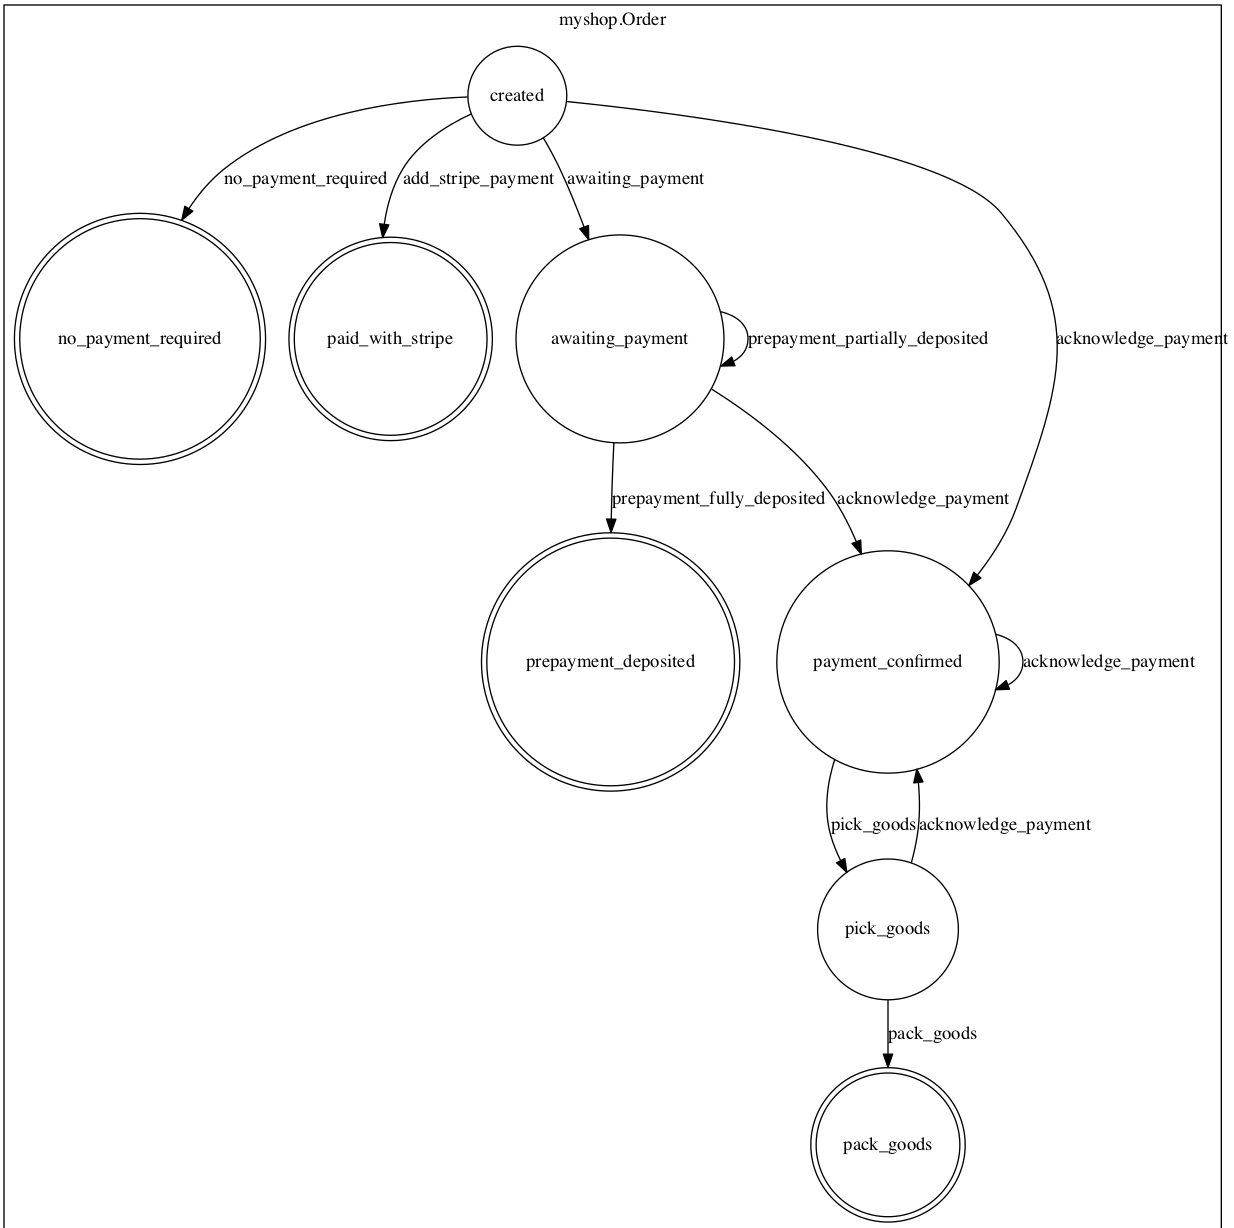 myshop.Order
created
no_payment_required
add_stripe_payment
awaiting_payment
no_payment_required
paid_with_stripe
awaiting_payment
prepayment_partially_deposited
acknowledge_payment
prepayment_fully_deposited
acknowledge_payment
prepayment_deposited
payment_confirmed
acknowledge_payment
pick_goods
acknowledge_payment
pick_goods
pack_goods
pack_goods